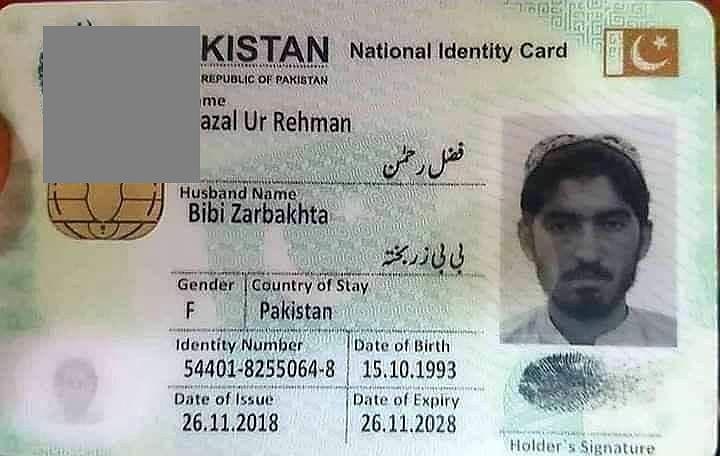 KISTAN National Identity Card
REPUBLIC OF PAKISTAN
me
azal Ur Rehman
فضل رحمٰن
Husband Name
Bibi Zarbakhta
بی بی زربختہ
Gender Country of Stay
F Pakistan
Identity Number Date of Birth
54401-8255064-8 15.10.1993
Date of Issue Date of Expiry
26.11.2018 26.11.2028
Holder's Signature